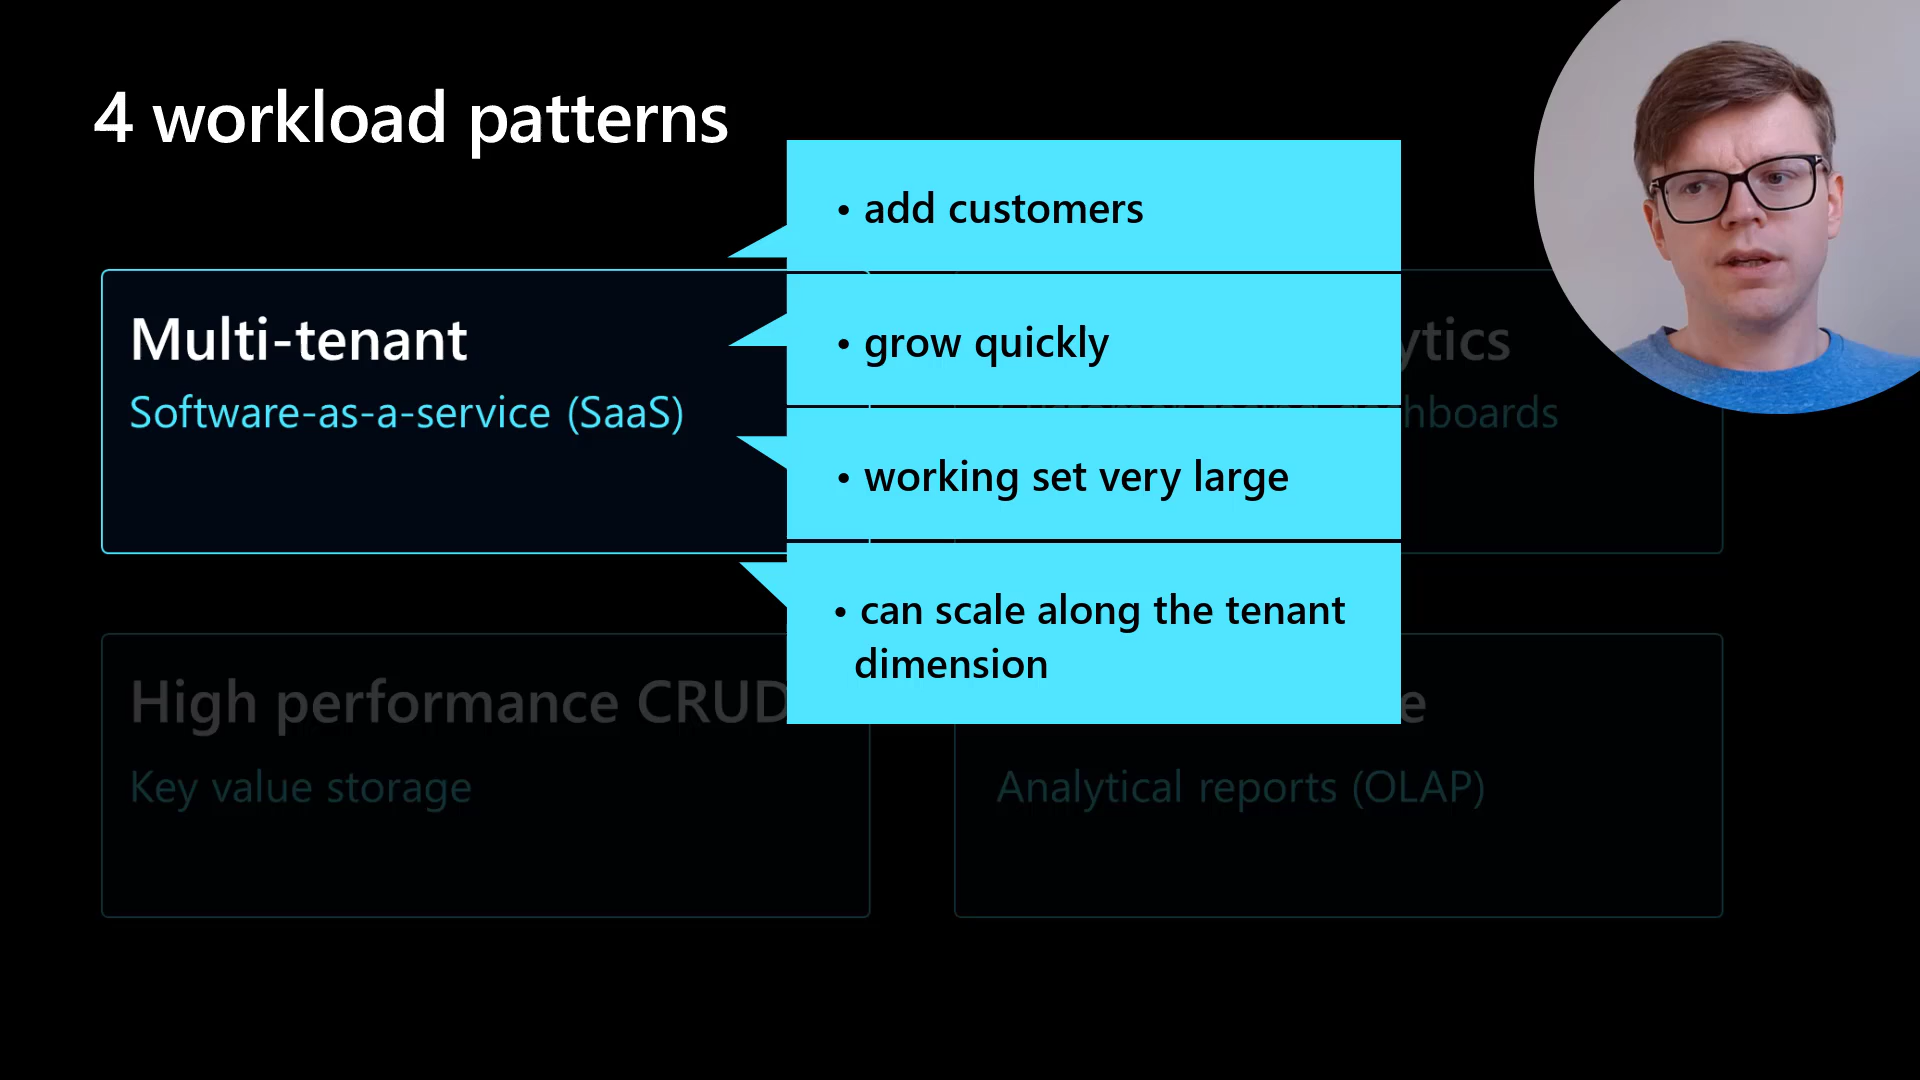 4 workload patterns
• add customers
• grow quickly
• working set very large
• can scale along the tenant
dimension
Multi-tenant
Software-as-a-service (SaaS)
High performance CRUD
Key value storage
Analytical reports (OLAP)